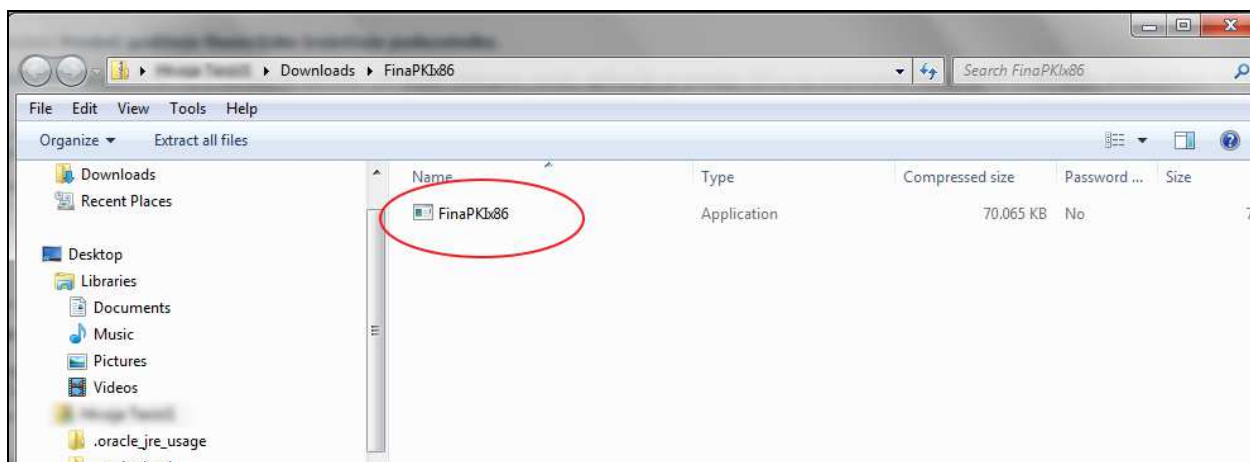 Downloads ▸ FinaPKIx86
Search FinaPKIx86
File Edit View Tools Help
Organize Extract all files
Downloads
Recent Places
Desktop
Libraries
Documents
Music
Pictures
Videos
.oracle_jre_usage
Name Type Compressed size Password ... Size
FinaPKIx86 Application 70.065 KB No 7